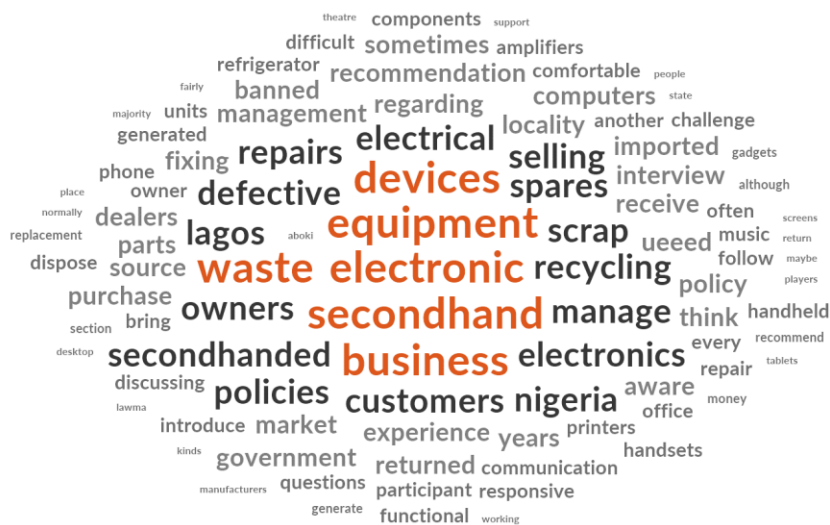 theatre components support
difficult sometimes amplifiers
refrigerator recommendation comfortable people
fairly banned computers state
majority units management regarding locality another challenge
generated repairs electrical selling imported gadgets
phone fixing devices spares interview although
place owner defective receive often
normally dealers equipment scrap music screens
replacement parts lagos aboki ueeed return
dispose source waste electronic recycling follow maybe
purchase policy players
section bring owners secondhand manage think handheld
desktop secondhanded business electronics every recommend
discussing policies repair tablets
lawma customers nigeria aware money
introduce market experience years printers office
kinds government returned communication handsets
manufacturers questions participant responsive
generate functional working